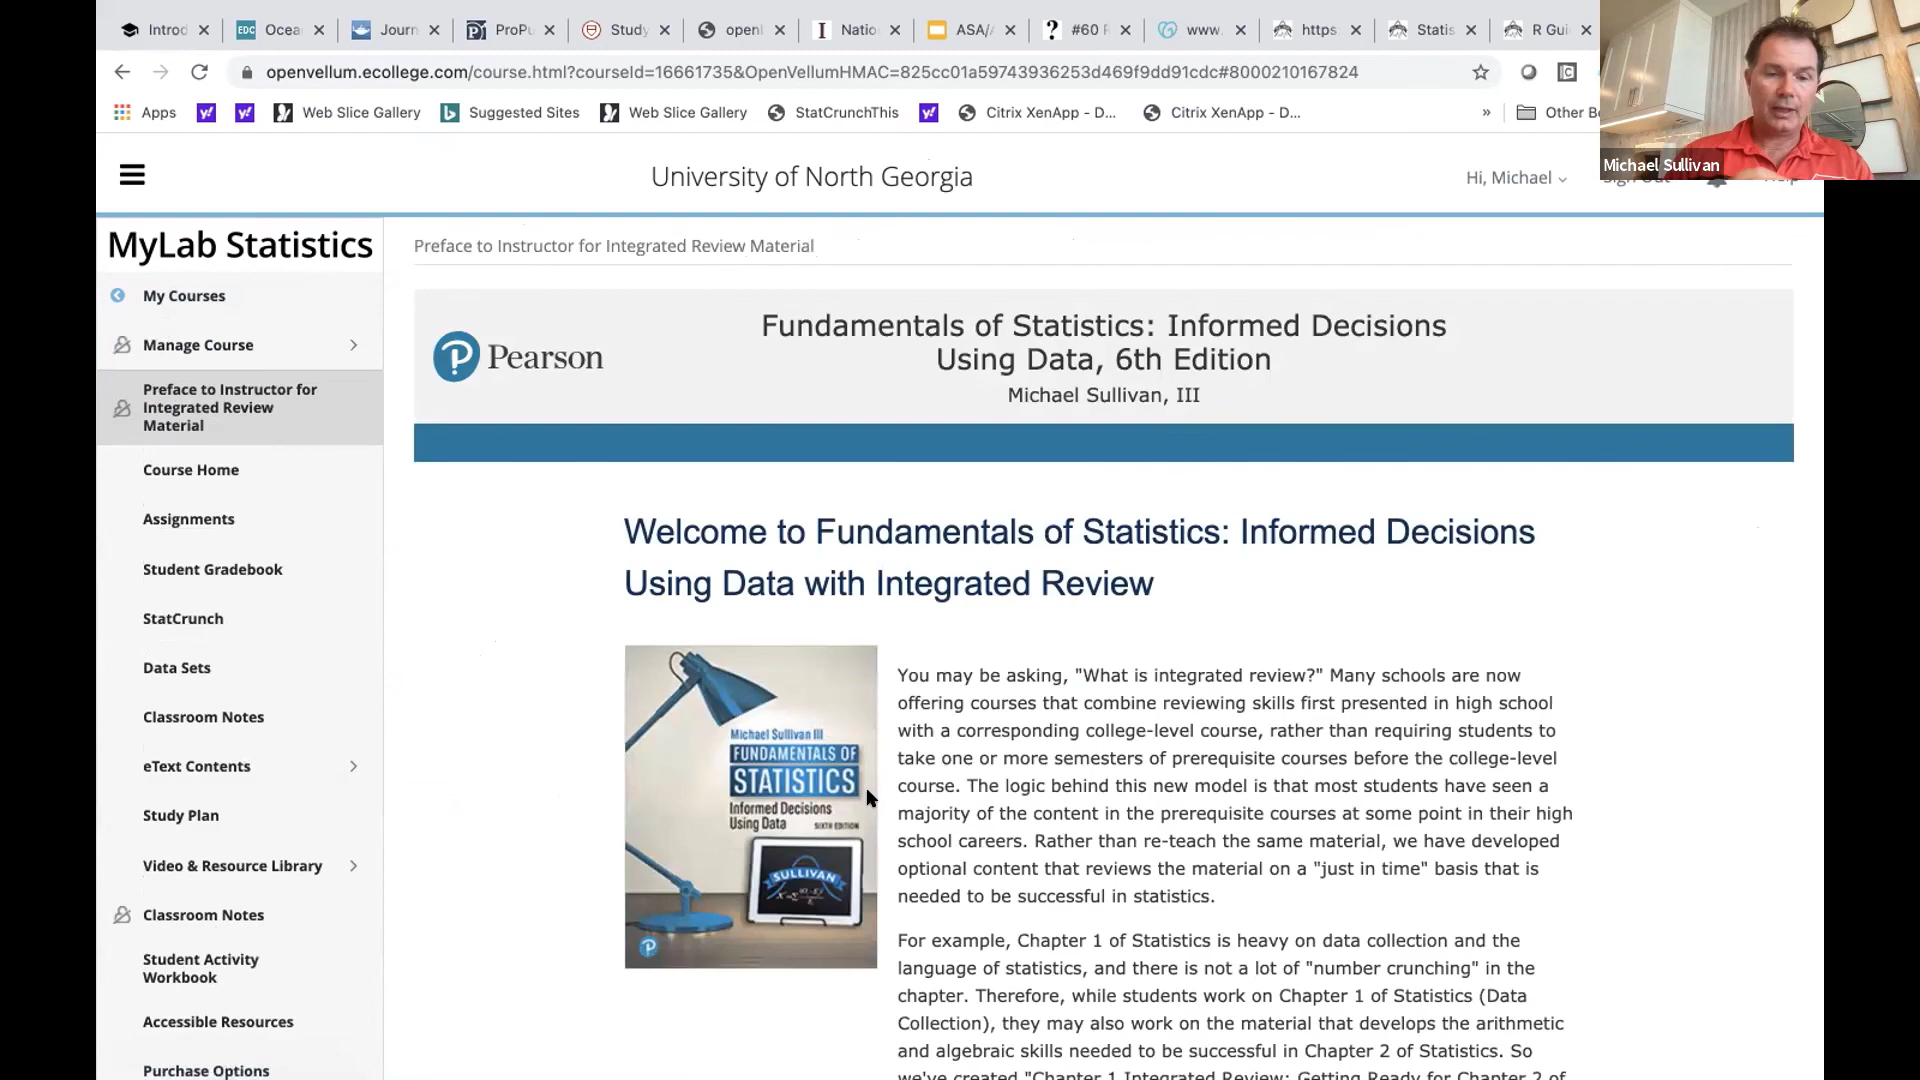 Introd
Ocea
Journ
ProPu
Study
openl
Natio
ASA/
#60 F
www.
https:
Statis
R Gui
openvellum.ecollege.com/course.html?courseId=16661735&OpenVellumHMAC=825cc01a59743936253d469f9dd91cdc#8000210167824
Apps
Web Slice Gallery
Suggested Sites
Web Slice Gallery
StatCrunchThis
Citrix XenApp - D...
Citrix XenApp - D...
»
Other B
Michael Sullivan
University of North Georgia
Hi, Michael
MyLab Statistics
My Courses
Manage Course
Preface to Instructor for
Integrated Review
Material
Course Home
Assignments
Student Gradebook
StatCrunch
Data Sets
Classroom Notes
eText Contents
Study Plan
Video & Resource Library
Classroom Notes
Student Activity
Workbook
Accessible Resources
Purchase Options
Preface to Instructor for Integrated Review Material
Pearson
Fundamentals of Statistics: Informed Decisions
Using Data, 6th Edition
Michael Sullivan, III
Welcome to Fundamentals of Statistics: Informed Decisions
Using Data with Integrated Review
Michael Sullivan III
FUNDAMENTALS OF
STATISTICS
Informed Decisions
Using Data
SIXTH EDITION
SULLIVAN
You may be asking, "What is integrated review?" Many schools are now
offering courses that combine reviewing skills first presented in high school
with a corresponding college-level course, rather than requiring students to
take one or more semesters of prerequisite courses before the college-level
course. The logic behind this new model is that most students have seen a
majority of the content in the prerequisite courses at some point in their high
school careers. Rather than re-teach the same material, we have developed
optional content that reviews the material on a "just in time" basis that is
needed to be successful in statistics.
For example, Chapter 1 of Statistics is heavy on data collection and the
language of statistics, and there is not a lot of "number crunching" in the
chapter. Therefore, while students work on Chapter 1 of Statistics (Data
Collection), they may also work on the material that develops the arithmetic
and algebraic skills needed to be successful in Chapter 2 of Statistics. So
we've created "Chapter 1 Integrated Review: Getting Ready for Chapter 2 of